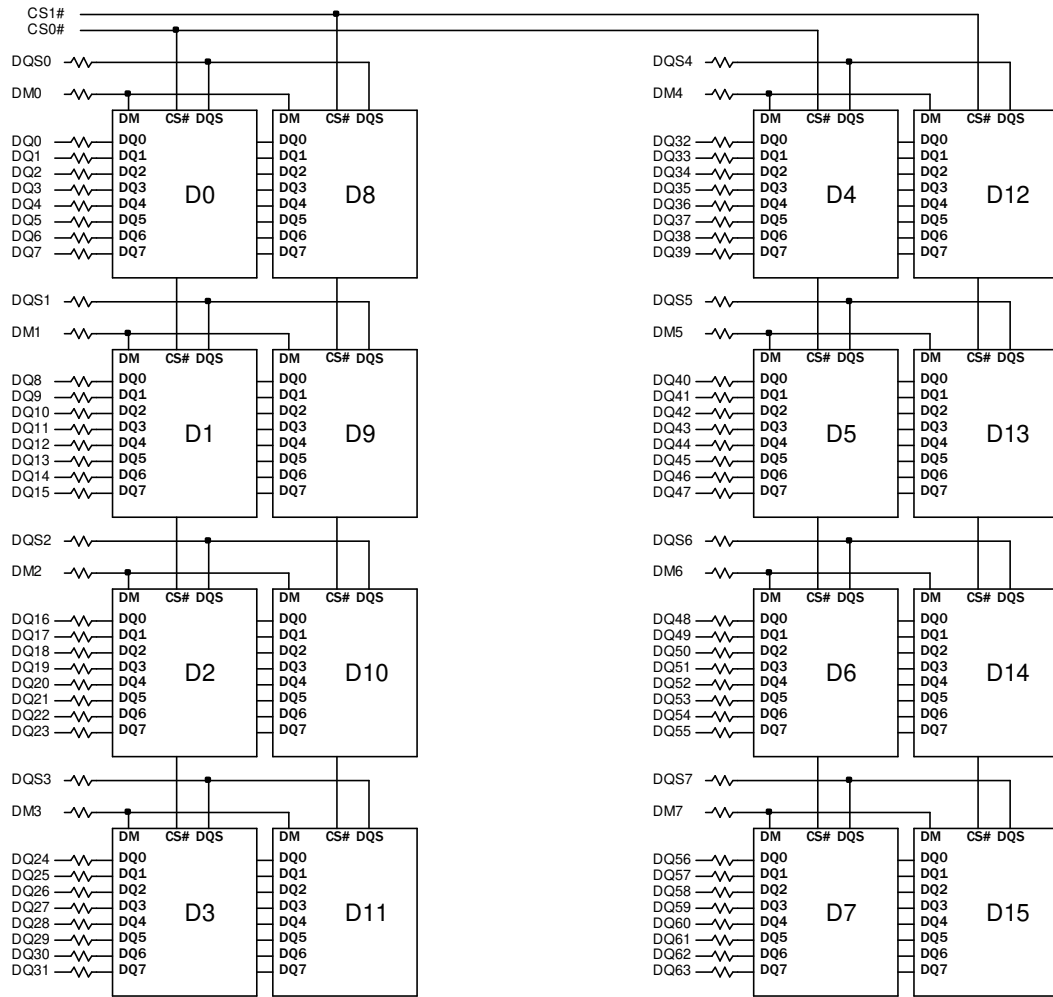 CS1#
CS0#
DQS0
DM0
DM CS# DQS
DM CS# DQS
DQ0 DQ0 DQ0
DQ1 DQ1 DQ1
DQ2 DQ2 DQ2
DQ3 DQ3 DQ3
DQ4 DQ4 DQ4
DQ5 DQ5 DQ5
DQ6 DQ6 DQ6
DQ7 DQ7 DQ7
D0
D8
DQS1
DM1
DM CS# DQS
DM CS# DQS
DQ8 DQ0 DQ0
DQ9 DQ1 DQ1
DQ10 DQ2 DQ2
DQ11 DQ3 DQ3
DQ12 DQ4 DQ4
DQ13 DQ5 DQ5
DQ14 DQ6 DQ6
DQ15 DQ7 DQ7
D1
D9
DQS2
DM2
DM CS# DQS
DM CS# DQS
DQ16 DQ0 DQ0
DQ17 DQ1 DQ1
DQ18 DQ2 DQ2
DQ19 DQ3 DQ3
DQ20 DQ4 DQ4
DQ21 DQ5 DQ5
DQ22 DQ6 DQ6
DQ23 DQ7 DQ7
D2
D10
DQS3
DM3
DM CS# DQS
DM CS# DQS
DQ24 DQ0 DQ0
DQ25 DQ1 DQ1
DQ26 DQ2 DQ2
DQ27 DQ3 DQ3
DQ28 DQ4 DQ4
DQ29 DQ5 DQ5
DQ30 DQ6 DQ6
DQ31 DQ7 DQ7
D3
D11
DQS4
DM4
DM CS# DQS
DM CS# DQS
DQ32 DQ0 DQ0
DQ33 DQ1 DQ1
DQ34 DQ2 DQ2
DQ35 DQ3 DQ3
DQ36 DQ4 DQ4
DQ37 DQ5 DQ5
DQ38 DQ6 DQ6
DQ39 DQ7 DQ7
D4
D12
DQS5
DM5
DM CS# DQS
DM CS# DQS
DQ40 DQ0 DQ0
DQ41 DQ1 DQ1
DQ42 DQ2 DQ2
DQ43 DQ3 DQ3
DQ44 DQ4 DQ4
DQ45 DQ5 DQ5
DQ46 DQ6 DQ6
DQ47 DQ7 DQ7
D5
D13
DQS6
DM6
DM CS# DQS
DM CS# DQS
DQ48 DQ0 DQ0
DQ49 DQ1 DQ1
DQ50 DQ2 DQ2
DQ51 DQ3 DQ3
DQ52 DQ4 DQ4
DQ53 DQ5 DQ5
DQ54 DQ6 DQ6
DQ55 DQ7 DQ7
D6
D14
DQS7
DM7
DM CS# DQS
DM CS# DQS
DQ56 DQ0 DQ0
DQ57 DQ1 DQ1
DQ58 DQ2 DQ2
DQ59 DQ3 DQ3
DQ60 DQ4 DQ4
DQ61 DQ5 DQ5
DQ62 DQ6 DQ6
DQ63 DQ7 DQ7
D7
D15